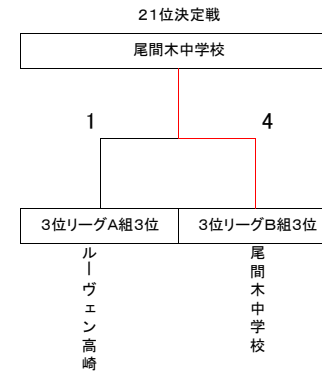 21位決定戦
尾間木中学校
1
4
3位リーグA組3位
3位リーグB組3位
ルーヴェン高崎
尾間木中学校